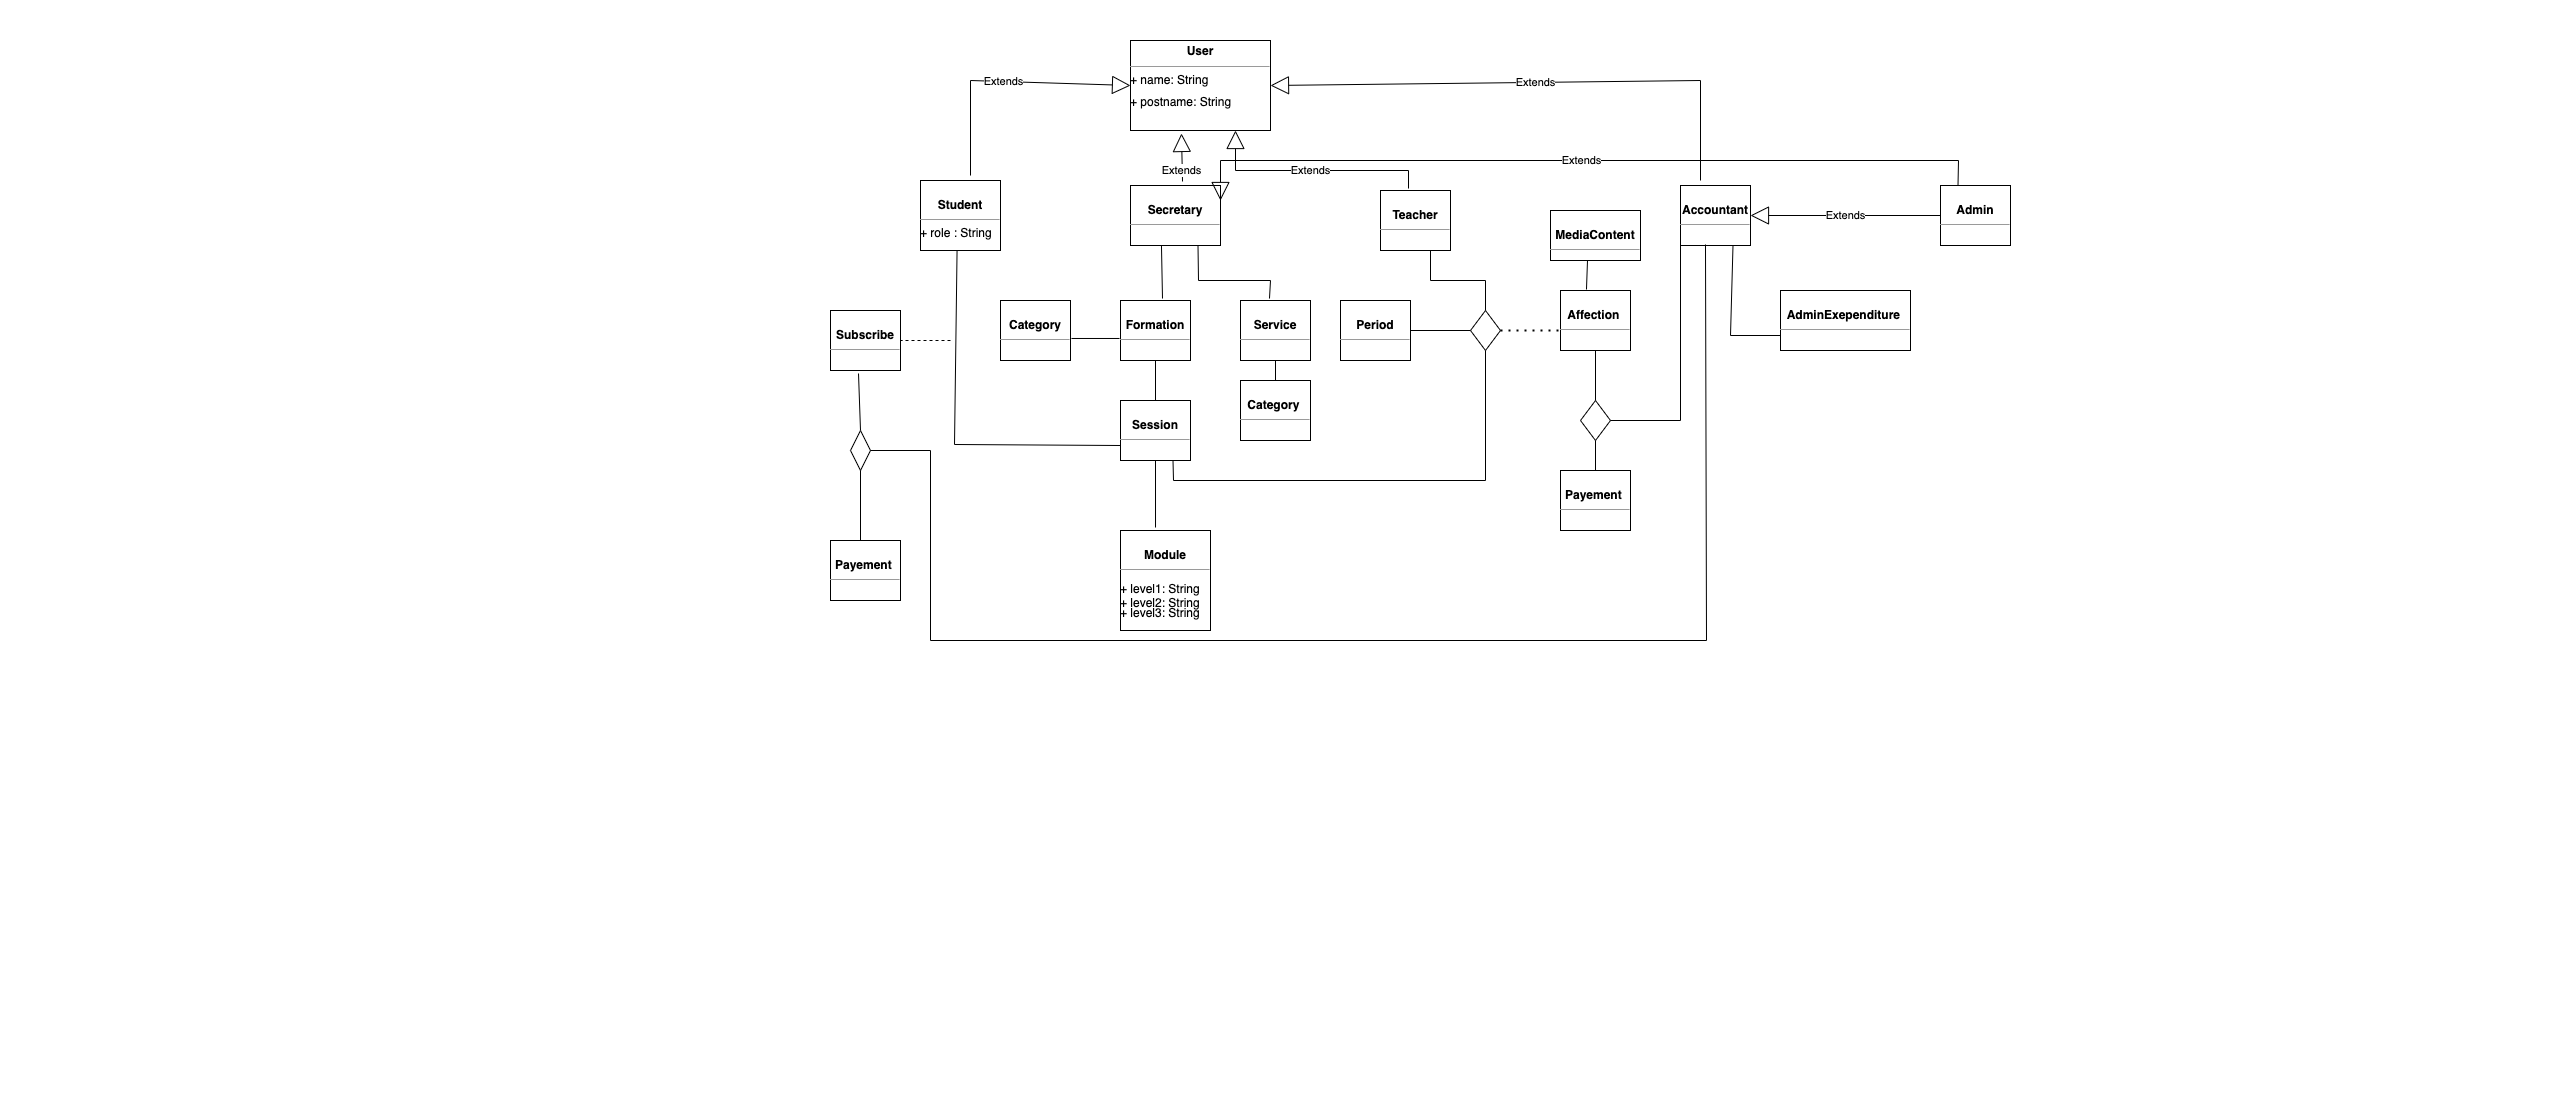 User
+ name: String
+ postname: String
Extends
Extends
Extends
Extends
Extends
Student
+ role : String
Secretary
Teacher
MediaContent
Accountant
Extends
Admin
Subscribe
Category
Formation
Service
Period
Affection
AdminExependiture
Category
Session
Payement
Module
+ level1: String
+ level2: String
+ level3: String
Payement